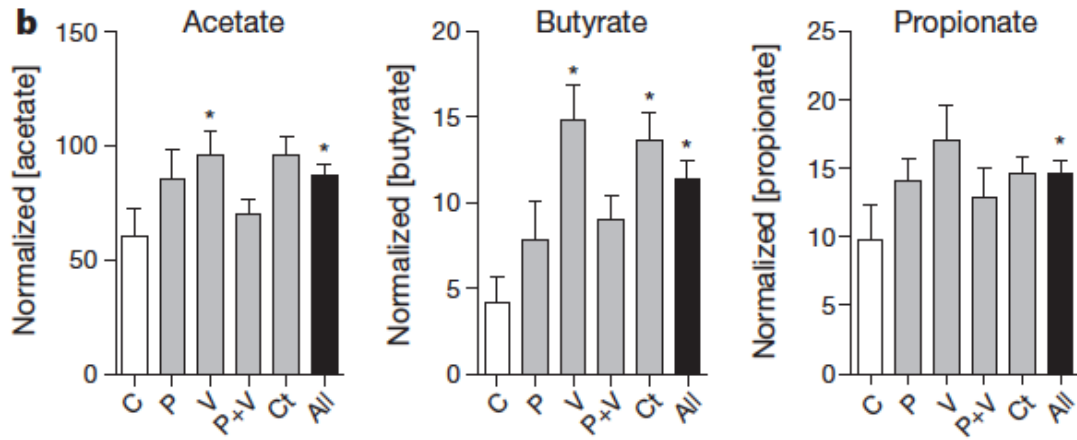 b
Acetate
Normalized [acetate]
150
100
50
0
*
*
C
P
V
P+V
Ct
All
Butyrate
Normalized [butyrate]
20
15
10
5
0
*
*
*
C
P
V
P+V
Ct
All
Propionate
Normalized [propionate]
25
20
15
10
5
0
*
C
P
V
P+V
Ct
All